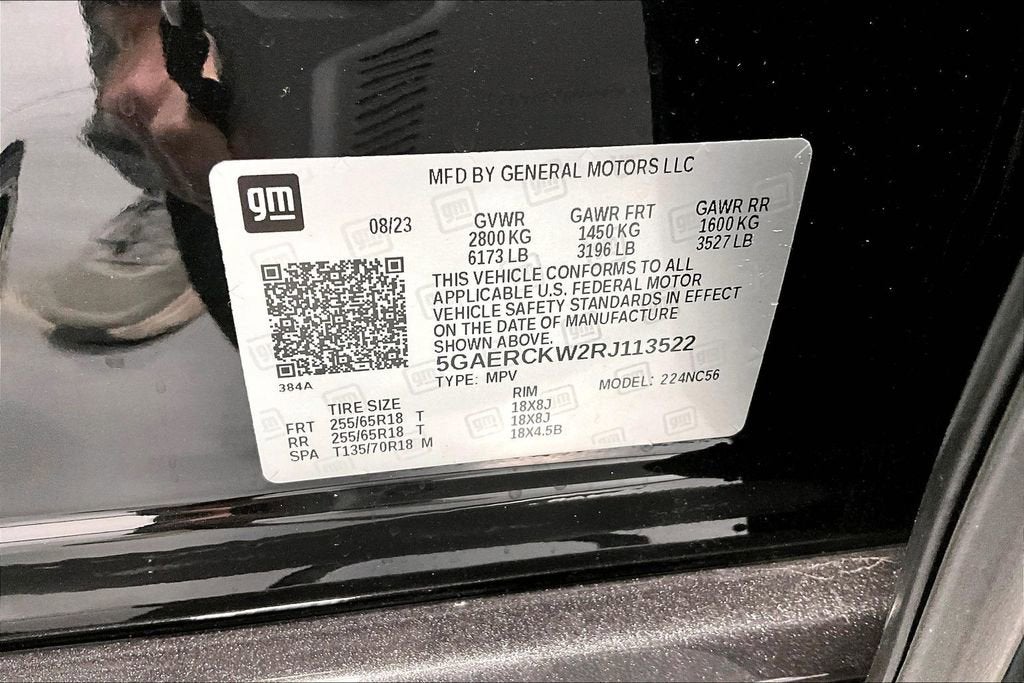 gm
MFD BY GENERAL MOTORS LLC
08/23
GVWR GAWR FRT GAWR RR
2800 KG 1450 KG 1600 KG
6173 LB 3196 LB 3527 LB
THIS VEHICLE CONFORMS TO ALL
APPLICABLE U.S. FEDERAL MOTOR
VEHICLE SAFETY STANDARDS IN EFFECT
ON THE DATE OF MANUFACTURE
SHOWN ABOVE.
5GAERCKW2RJ113522
384A
TYPE: MPV MODEL: 224NC56
TIRE SIZE RIM
FRT 255/65R18 T 18X8J
RR 255/65R18 T 18X8J
SPA T135/70R18 M 18X4.5B